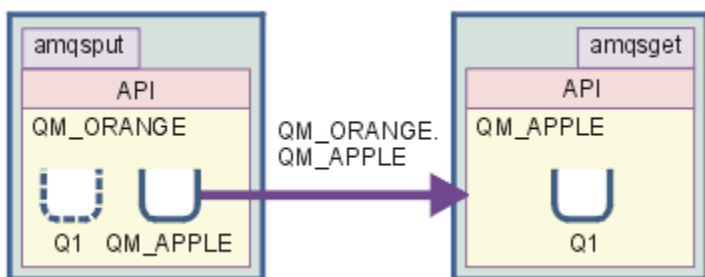 amqsput
API
QM_ORANGE
Q1
QM_APPLE
QM_ORANGE.
QM_APPLE
amqsget
API
QM_APPLE
Q1